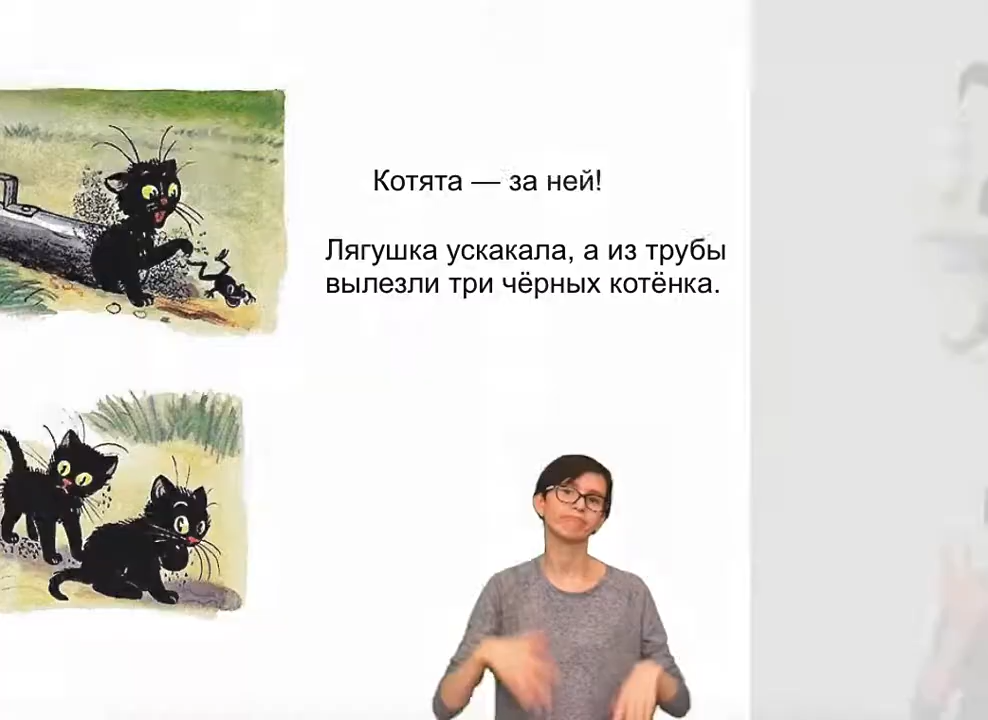 Котята — за ней!
Лягушка ускакала, а из трубы
вылезли три чёрных котёнка.